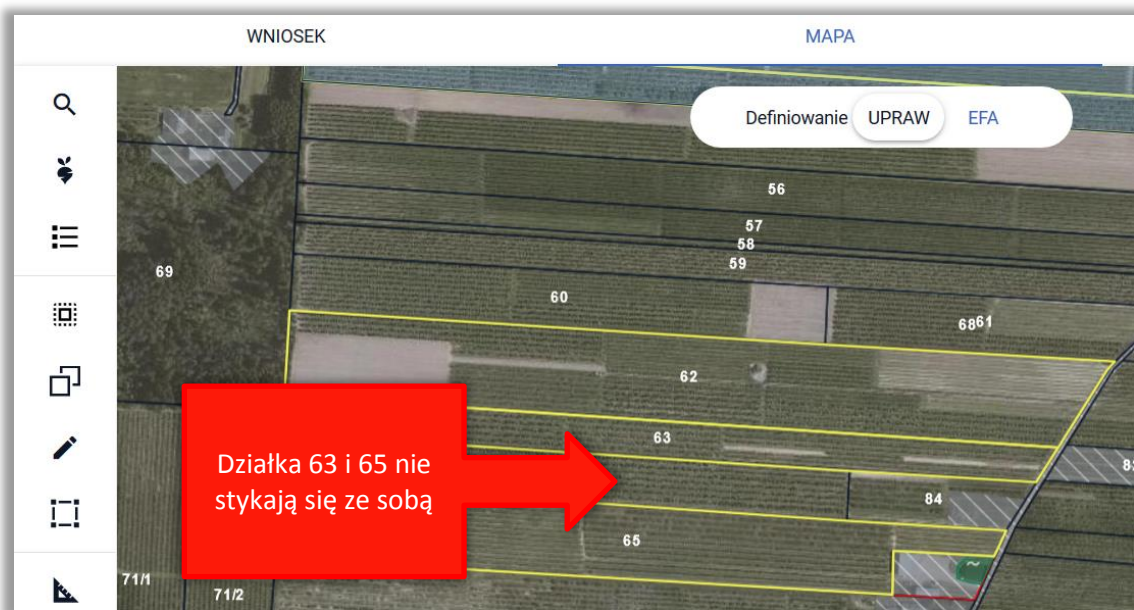 WNIOSEK
MAPA
Definiowanie UPRAW EFA
56
57
58
59
69
60
6861
62
63
Działka 63 i 65 nie
stykają się ze sobą
84
65
71/1
71/2